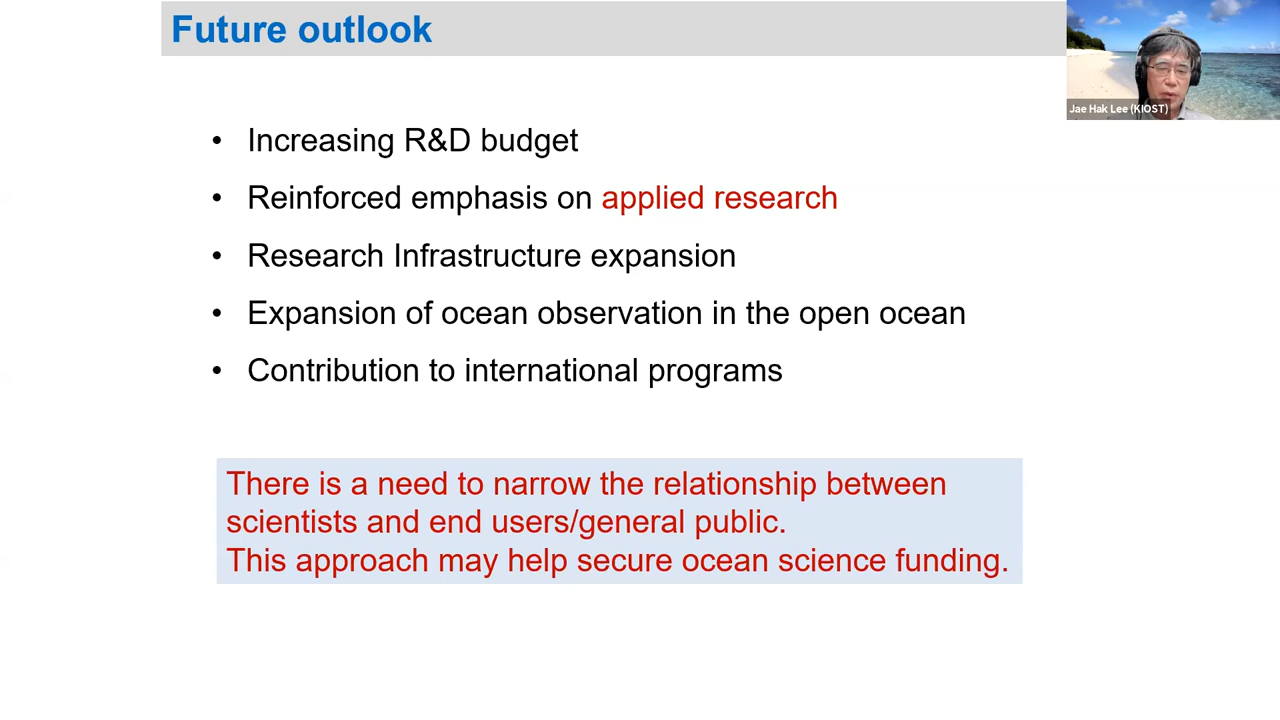 Future outlook
Jae Hak Lee (KIOST)
• Increasing R&D budget
• Reinforced emphasis on applied research
• Research Infrastructure expansion
• Expansion of ocean observation in the open ocean
• Contribution to international programs
There is a need to narrow the relationship between
scientists and end users/general public.
This approach may help secure ocean science funding.